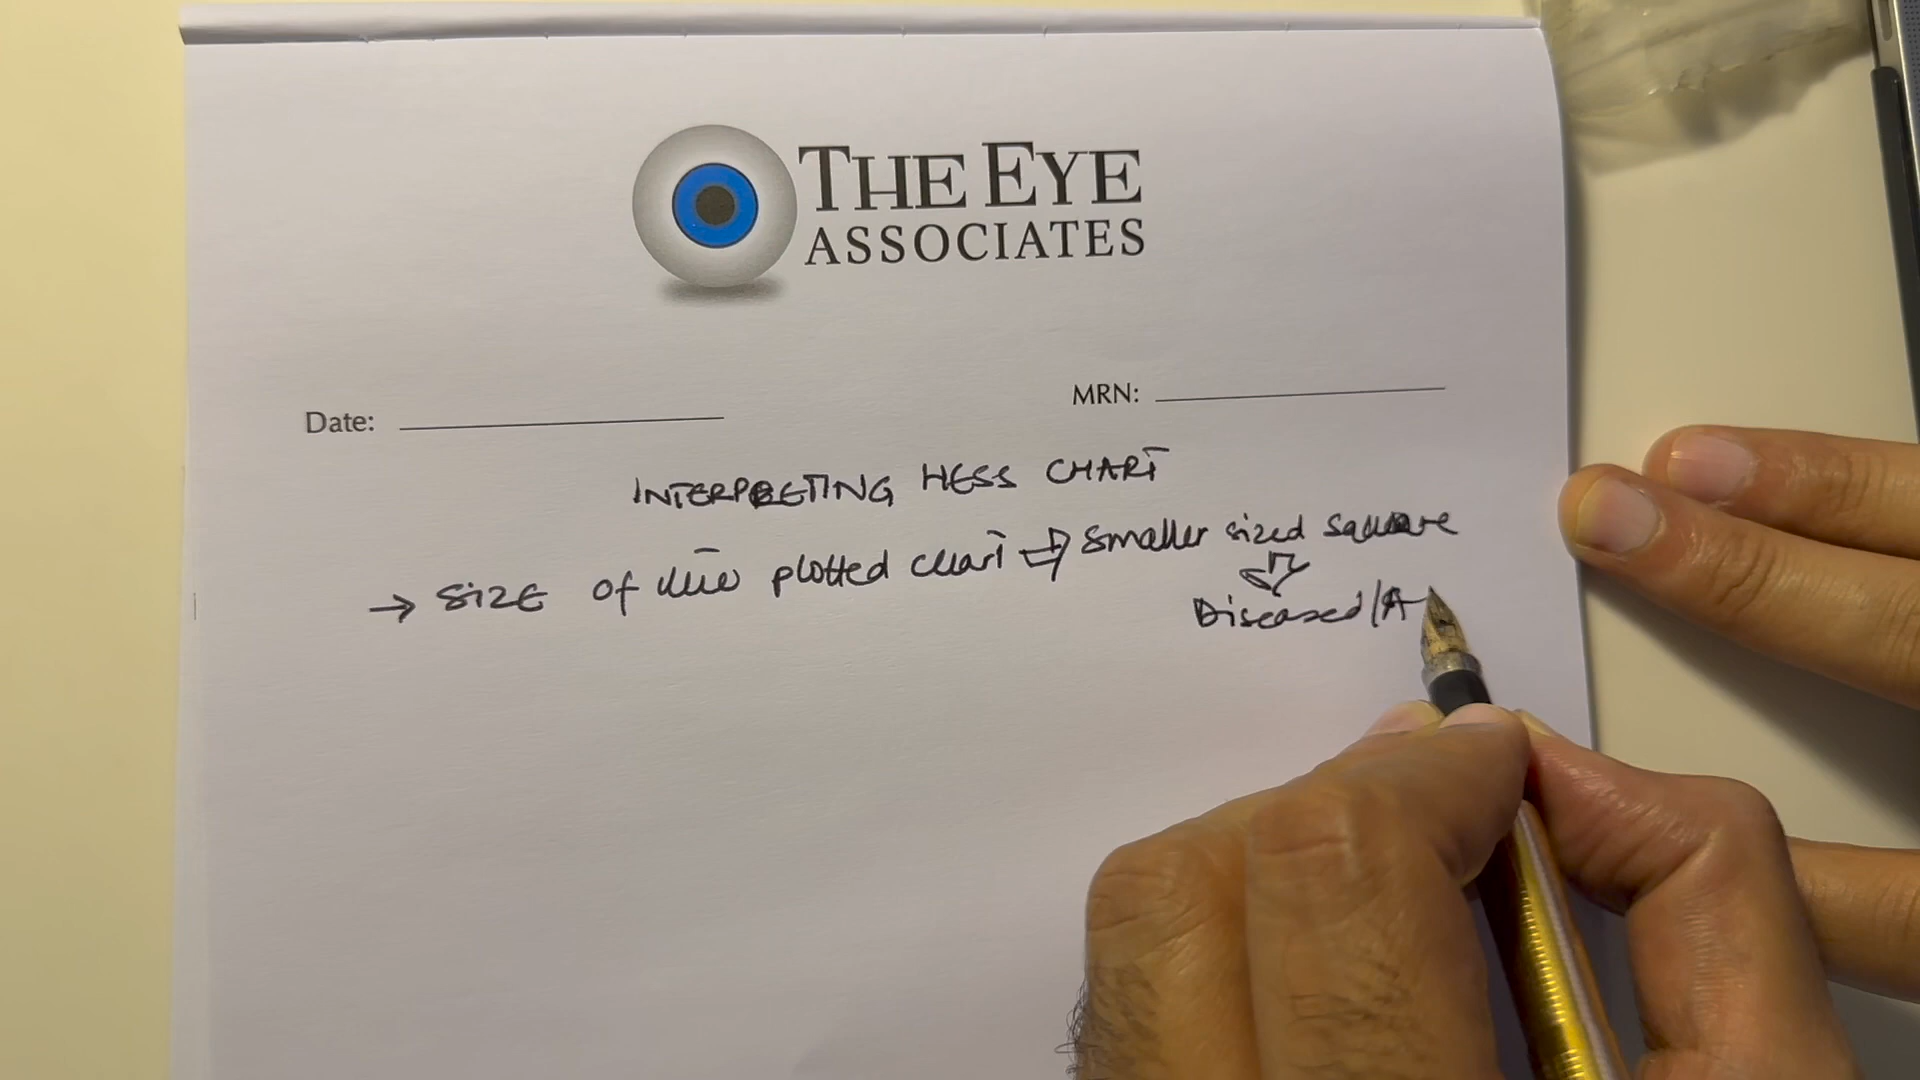 THE EYE
ASSOCIATES
MRN:
Date:
INTERPRETING HESS CHART
→ SIZE of the plotted chart ⇒ smaller sized square
Diseased/A